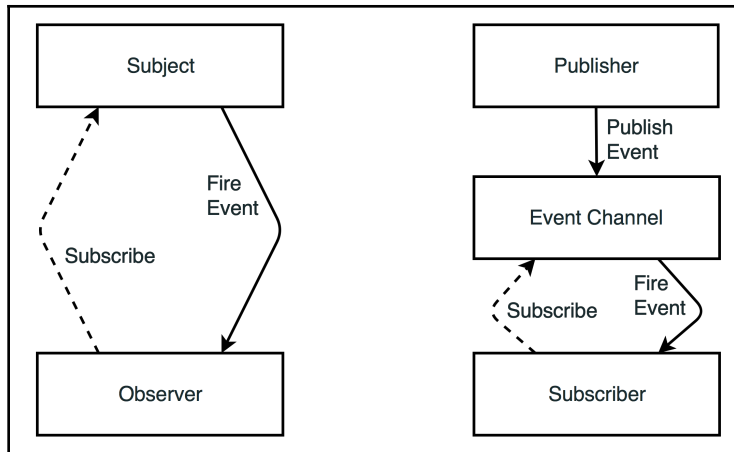 Subject
Fire
Event
Subscribe
Observer
Publisher
Publish
Event
Event Channel
Subscribe
Fire
Event
Subscriber